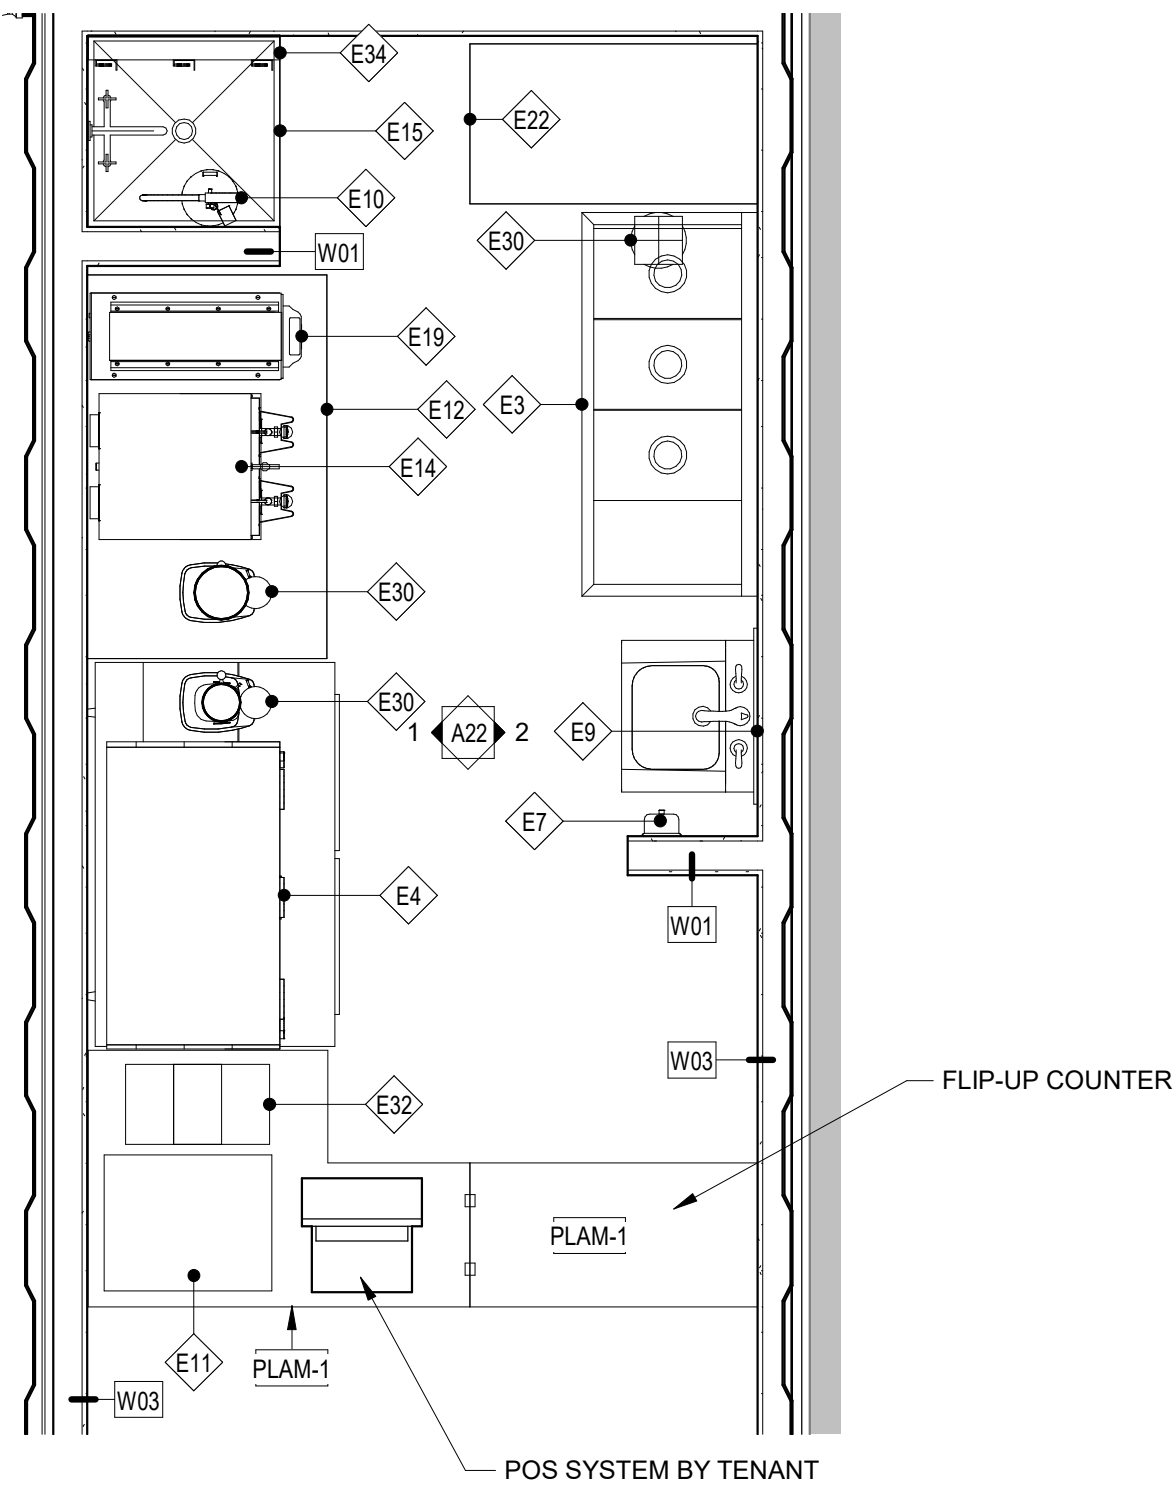 E34
E15
E22
E10
E30
W01
E19
E12
E3
E14
E30
E30
1 A22 2
E9
E7
E4
W01
W03
FLIP-UP COUNTER
E32
PLAM-1
E11
PLAM-1
W03
POS SYSTEM BY TENANT